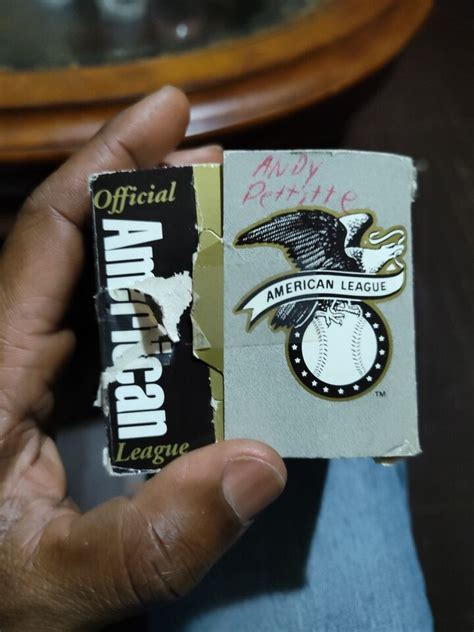 Official
American
League
ANDY
Pettitte
AMERICAN LEAGUE
TM